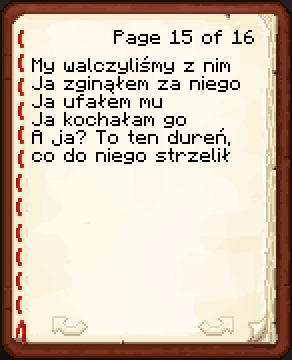 Page 15 of 16
My walczyliśmy z nim
Ja zginąłem za niego
Ja ufałem mu
Ja kochałam go
A ja? To ten dureń,
co do niego strzelił